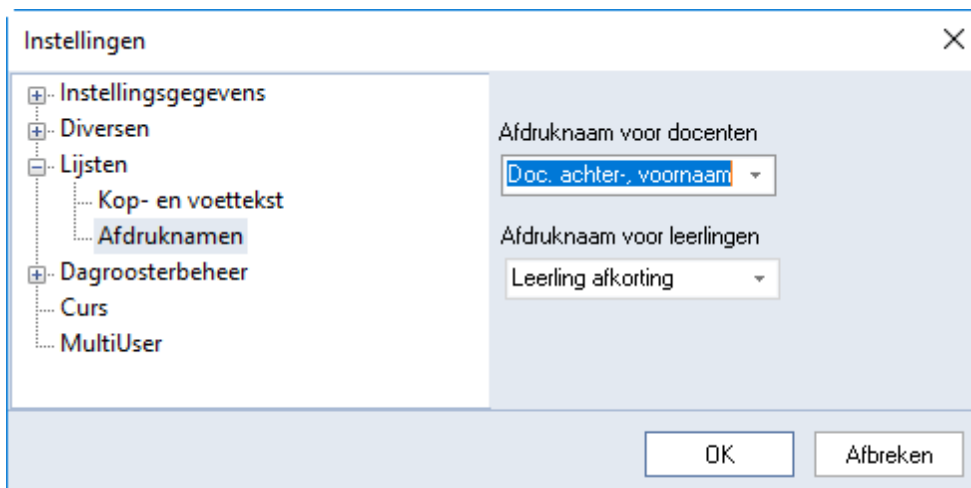 Instellingen
Instellingsgegevens
Diversen
Lijsten
Kop- en voettekst
Afdruknamen
Dagroosterbeheer
Curs
MultiUser
Afdruknaam voor docenten
Doc. achter-, voornaam
Afdruknaam voor leerlingen
Leerling afkorting
OK
Afbreken